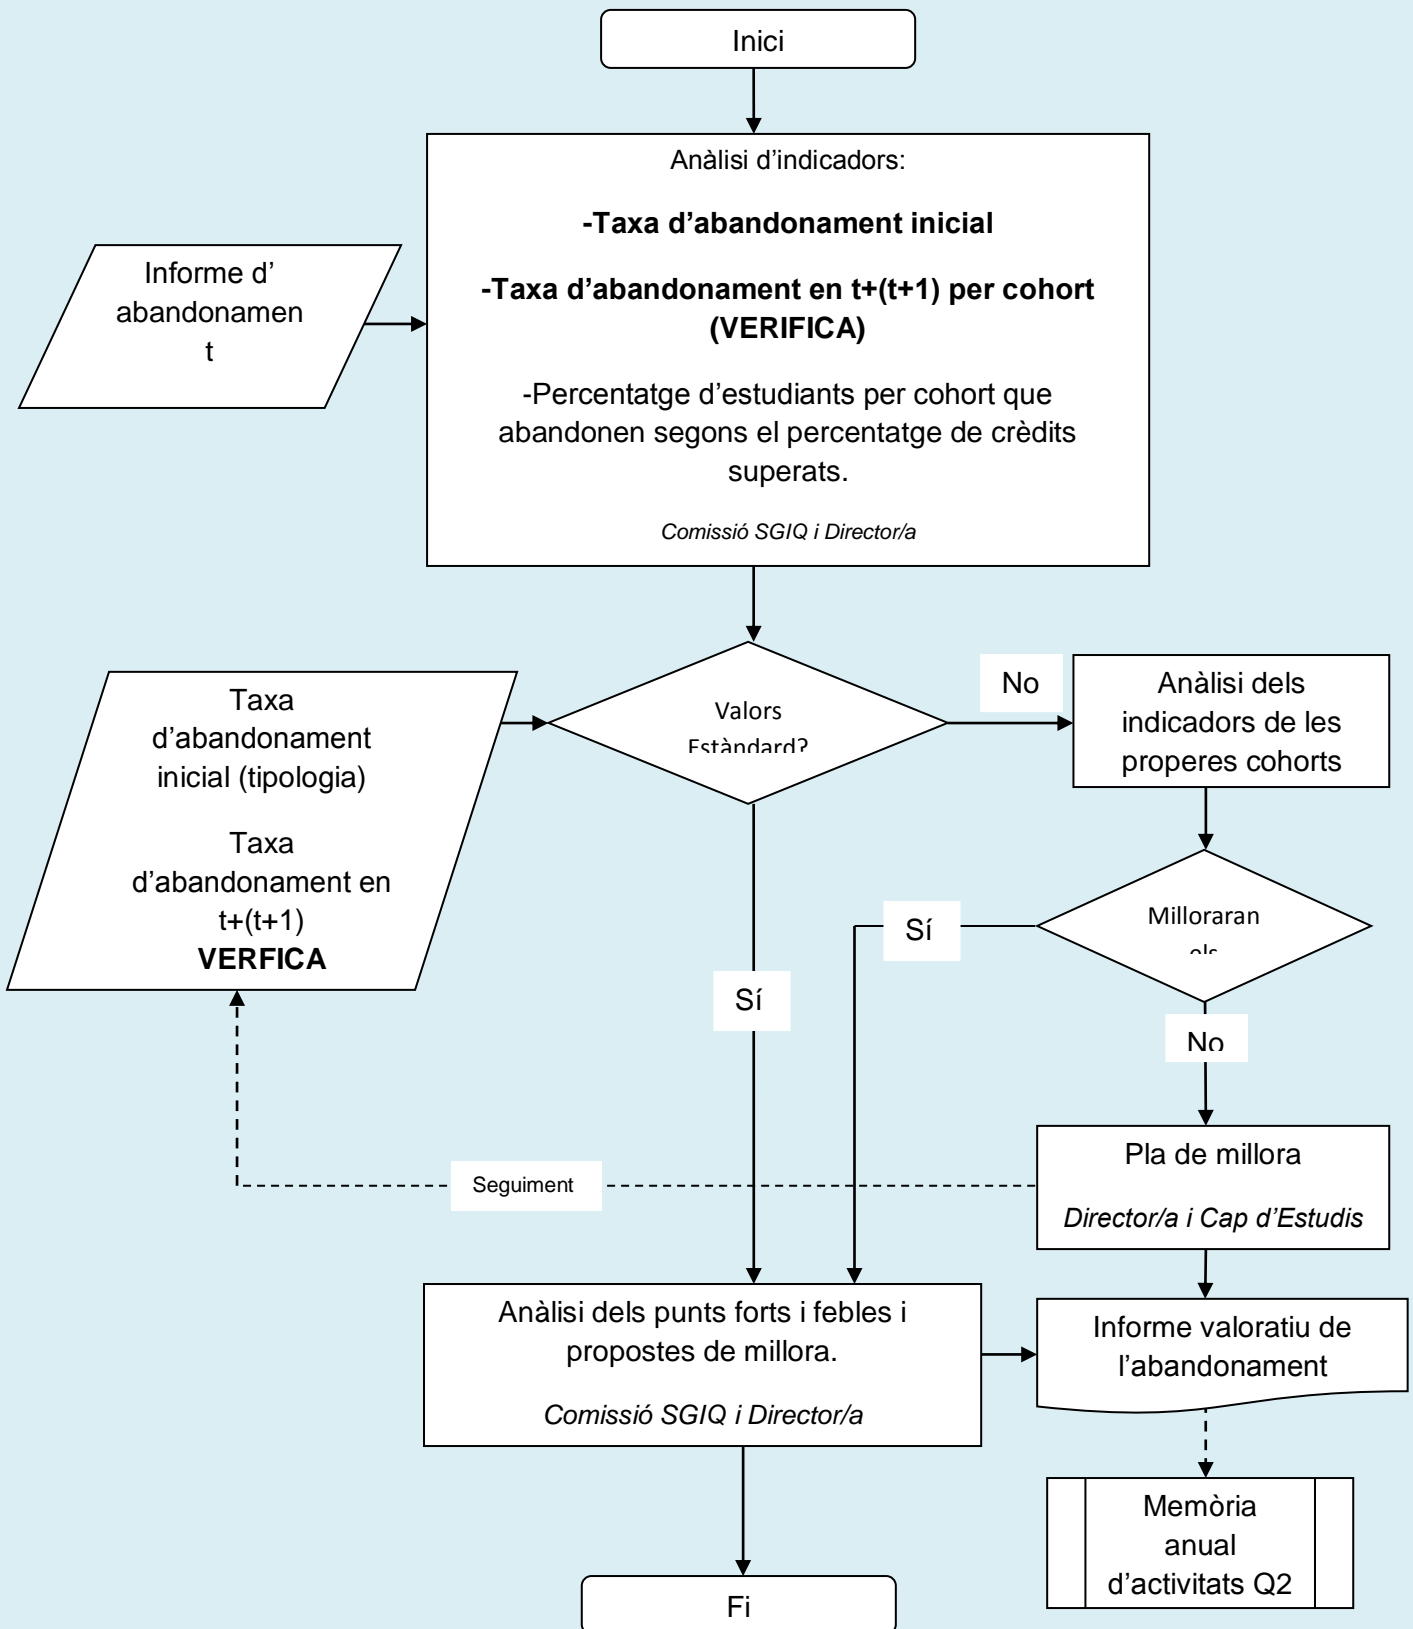 Inici
Anàlisi d’indicadors:
-Taxa d’abandonament inicial
-Taxa d’abandonament en t+(t+1) per cohort
(VERIFICA)
-Percentatge d’estudiants per cohort que
abandonen segons el percentatge de crèdits
superats.
Comissió SGIQ i Director/a
Informe d’
abandonamen
t
Taxa
d’abandonament
inicial (tipologia)
Taxa
d’abandonament en
t+(t+1)
VERFICA
Valors
Estàndard?
No
Anàlisi dels
indicadors de les
properes cohorts
Milloraran
els
Sí
Sí
No
Pla de millora
Director/a i Cap d’Estudis
Seguiment
Anàlisi dels punts forts i febles i
propostes de millora.
Comissió SGIQ i Director/a
Informe valoratiu de
l’abandonament
Memòria
anual
d’activitats Q2
Fi